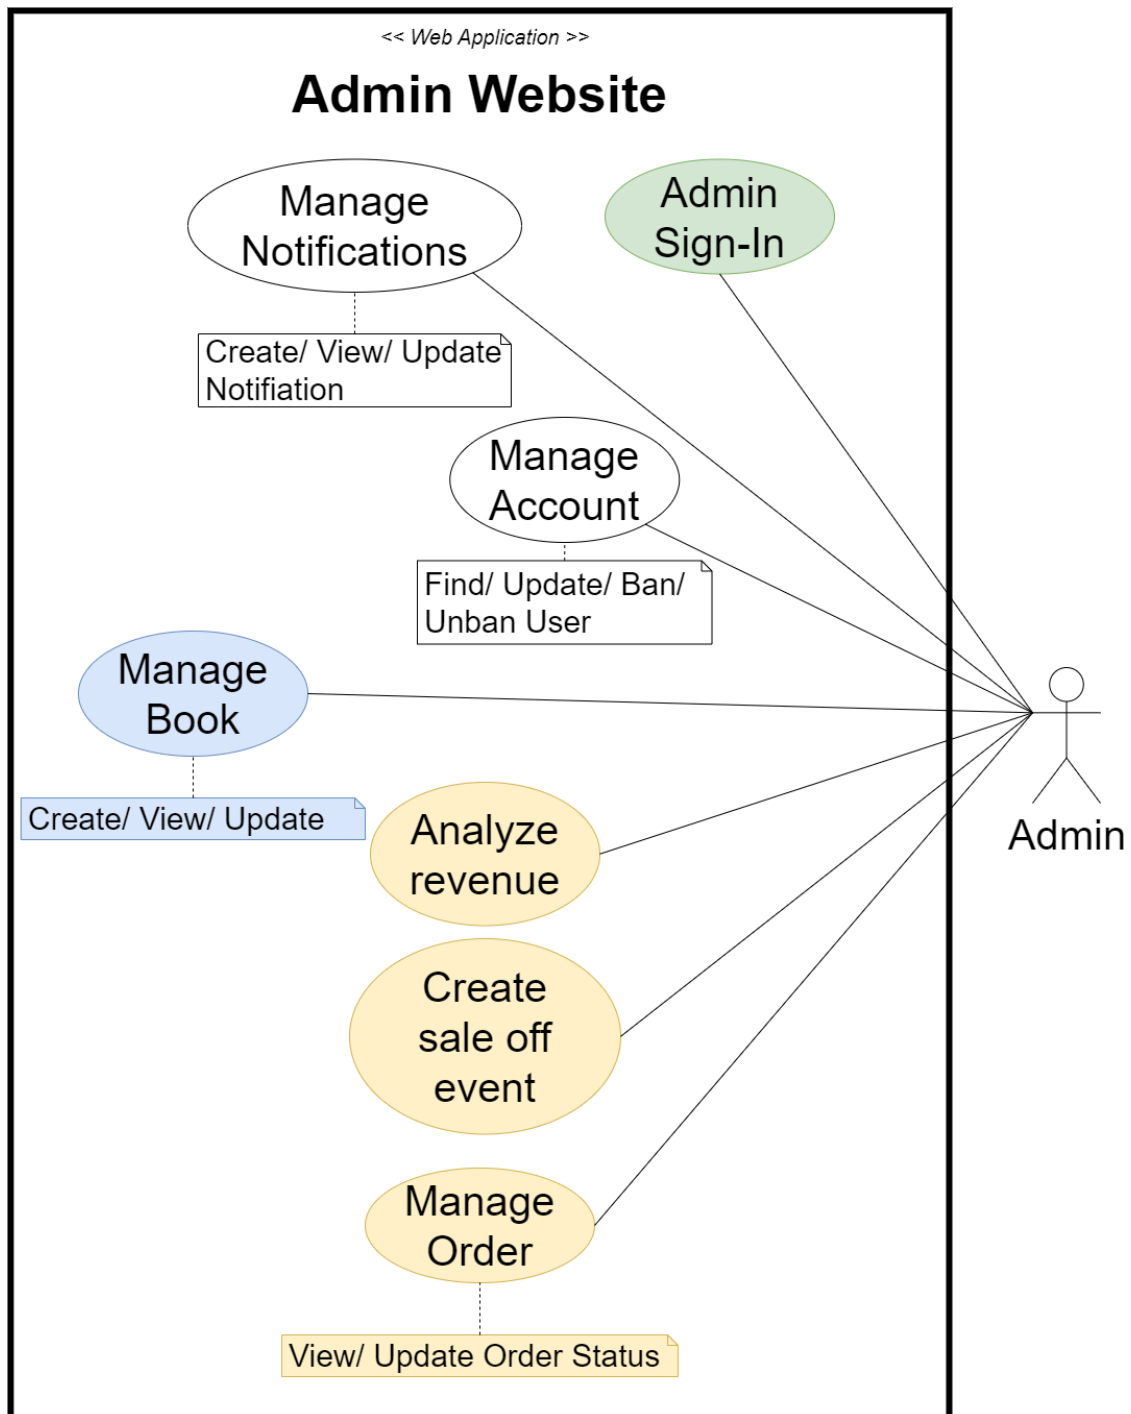 << Web Application >>
Admin Website
Manage
Notifications
Admin
Sign-In
Create/ View/ Update
Notifiation
Manage
Account
Find/ Update/ Ban/
Unban User
Manage
Book
Create/ View/ Update
Analyze
revenue
Admin
Create
sale off
event
Manage
Order
View/ Update Order Status